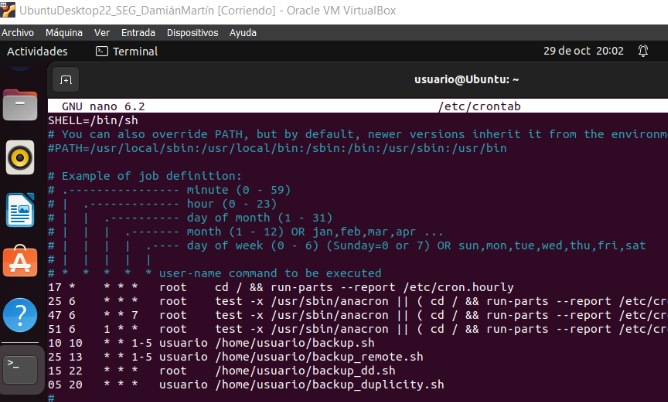 UbuntuDesktop22_SEG_DamiánMartín [Corriendo] - Oracle VM VirtualBox
Archivo Máquina Ver Entrada Dispositivos Ayuda
Actividades Terminal 29 de oct 20:02
usuario@Ubuntu: ~
GNU nano 6.2 /etc/crontab
SHELL=/bin/sh
# You can also override PATH, but by default, newer versions inherit it from the environm
#PATH=/usr/local/sbin:/usr/local/bin:/sbin:/bin:/usr/sbin:/usr/bin
# Example of job definition:
# .---------------- minute (0 - 59)
# | .------------- hour (0 - 23)
# | | .---------- day of month (1 - 31)
# | | | .------- month (1 - 12) OR jan,feb,mar,apr ...
# | | | | .---- day of week (0 - 6) (Sunday=0 or 7) OR sun,mon,tue,wed,thu,fri,sat
# | | | | |
# * * * * * user-name command to be executed
17 * * * * root cd / && run-parts --report /etc/cron.hourly
25 6 * * * root test -x /usr/sbin/anacron || ( cd / && run-parts --report /etc/cro
47 6 * * 7 root test -x /usr/sbin/anacron || ( cd / && run-parts --report /etc/cro
51 6 1 * * root test -x /usr/sbin/anacron || ( cd / && run-parts --report /etc/cro
10 10 * * 1-5 usuario /home/usuario/backup.sh
25 13 * * 1-5 usuario /home/usuario/backup_remote.sh
15 22 * * * root /home/usuario/backup_dd.sh
05 20 * * * usuario /home/usuario/backup_duplicity.sh
#